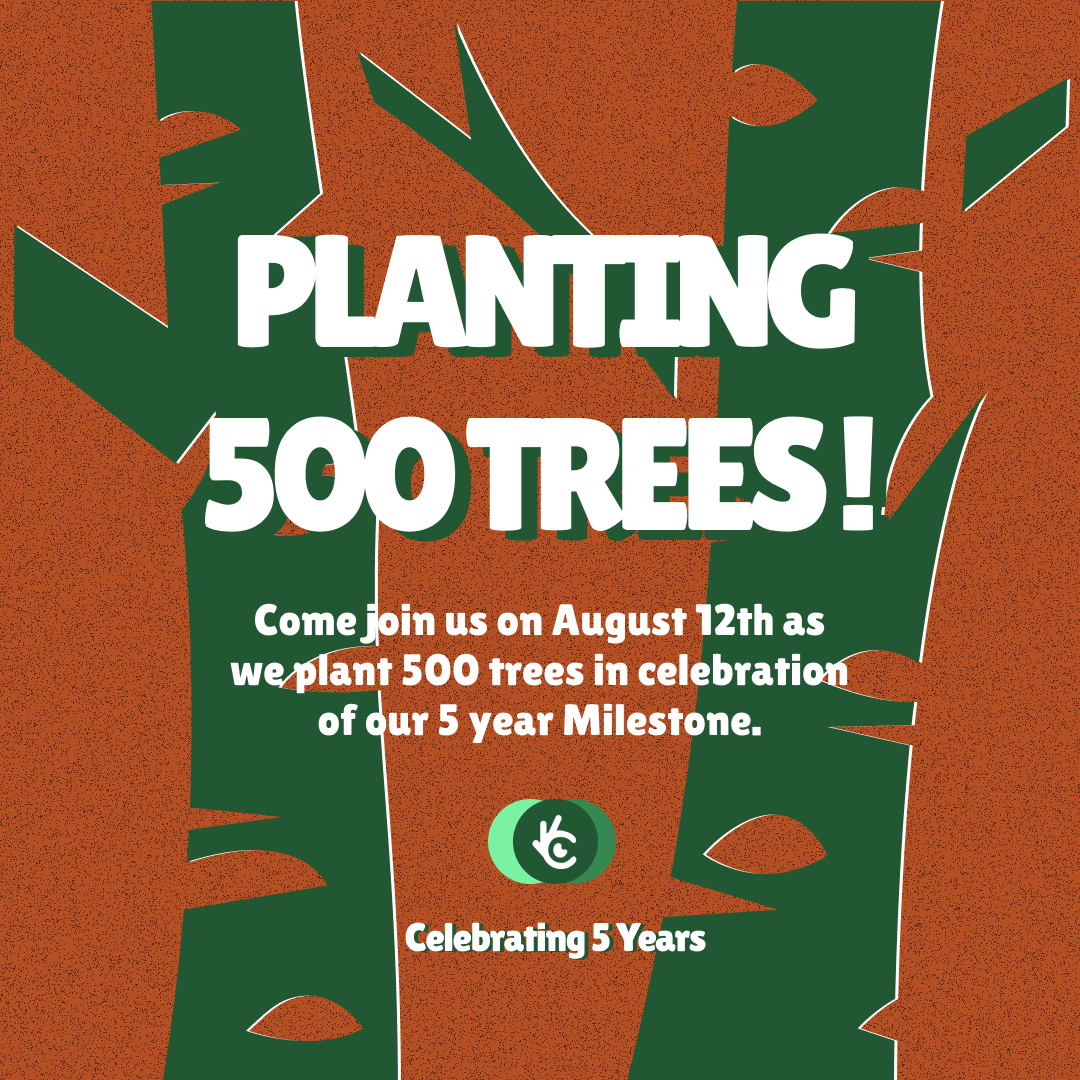 PLANTING
500 TREES!
Come join us on August 12th as
we plant 500 trees in celebration
of our 5 year Milestone.
Celebrating 5 Years